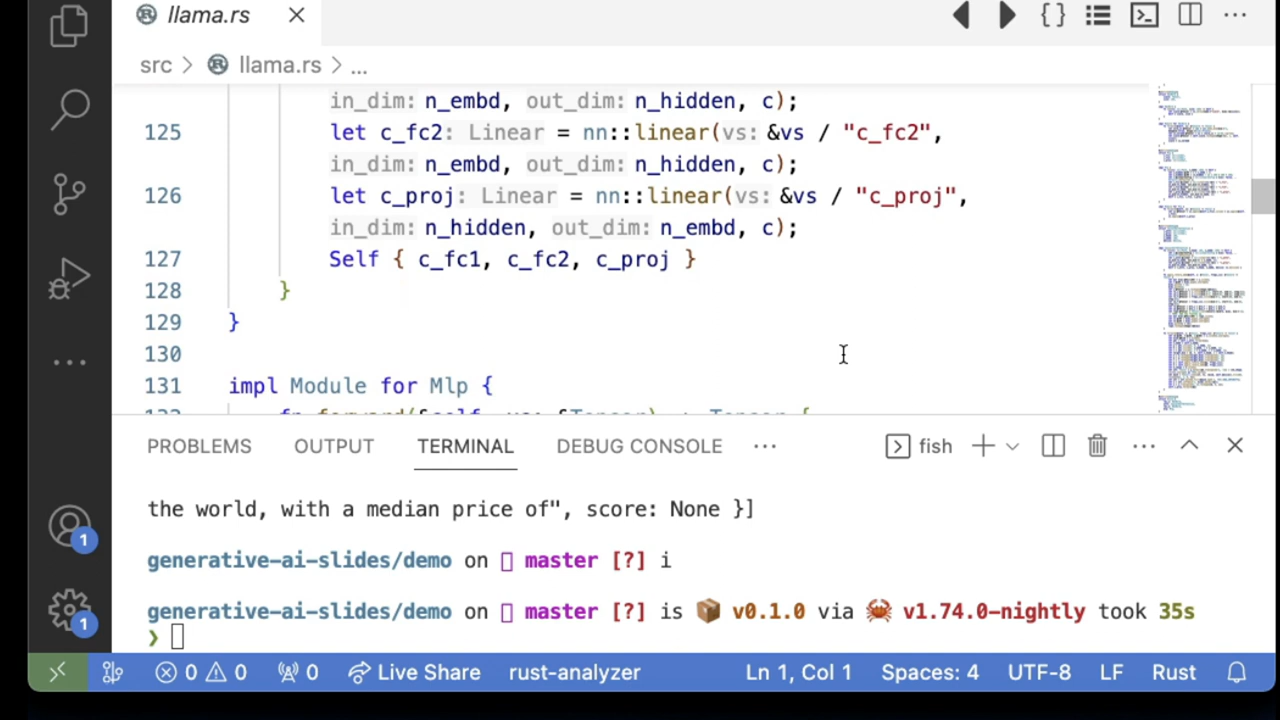 llama.rs
src > llama.rs > ...
in_dim: n_embd, out_dim: n_hidden, c);
125 let c_fc2: Linear = nn::linear(vs: &vs / "c_fc2",
in_dim: n_embd, out_dim: n_hidden, c);
126 let c_proj: Linear = nn::linear(vs: &vs / "c_proj",
in_dim: n_hidden, out_dim: n_embd, c);
127 Self { c_fc1, c_fc2, c_proj }
128 }
129 }
130
131 impl Module for Mlp {
PROBLEMS OUTPUT TERMINAL DEBUG CONSOLE ... fish
the world, with a median price of", score: None }]
generative-ai-slides/demo on master [?] i
generative-ai-slides/demo on master [?] is 📦 v0.1.0 via 🦀 v1.74.0-nightly took 35s
❯
1
1
0 0 0 Live Share rust-analyzer Ln 1, Col 1 Spaces: 4 UTF-8 LF Rust